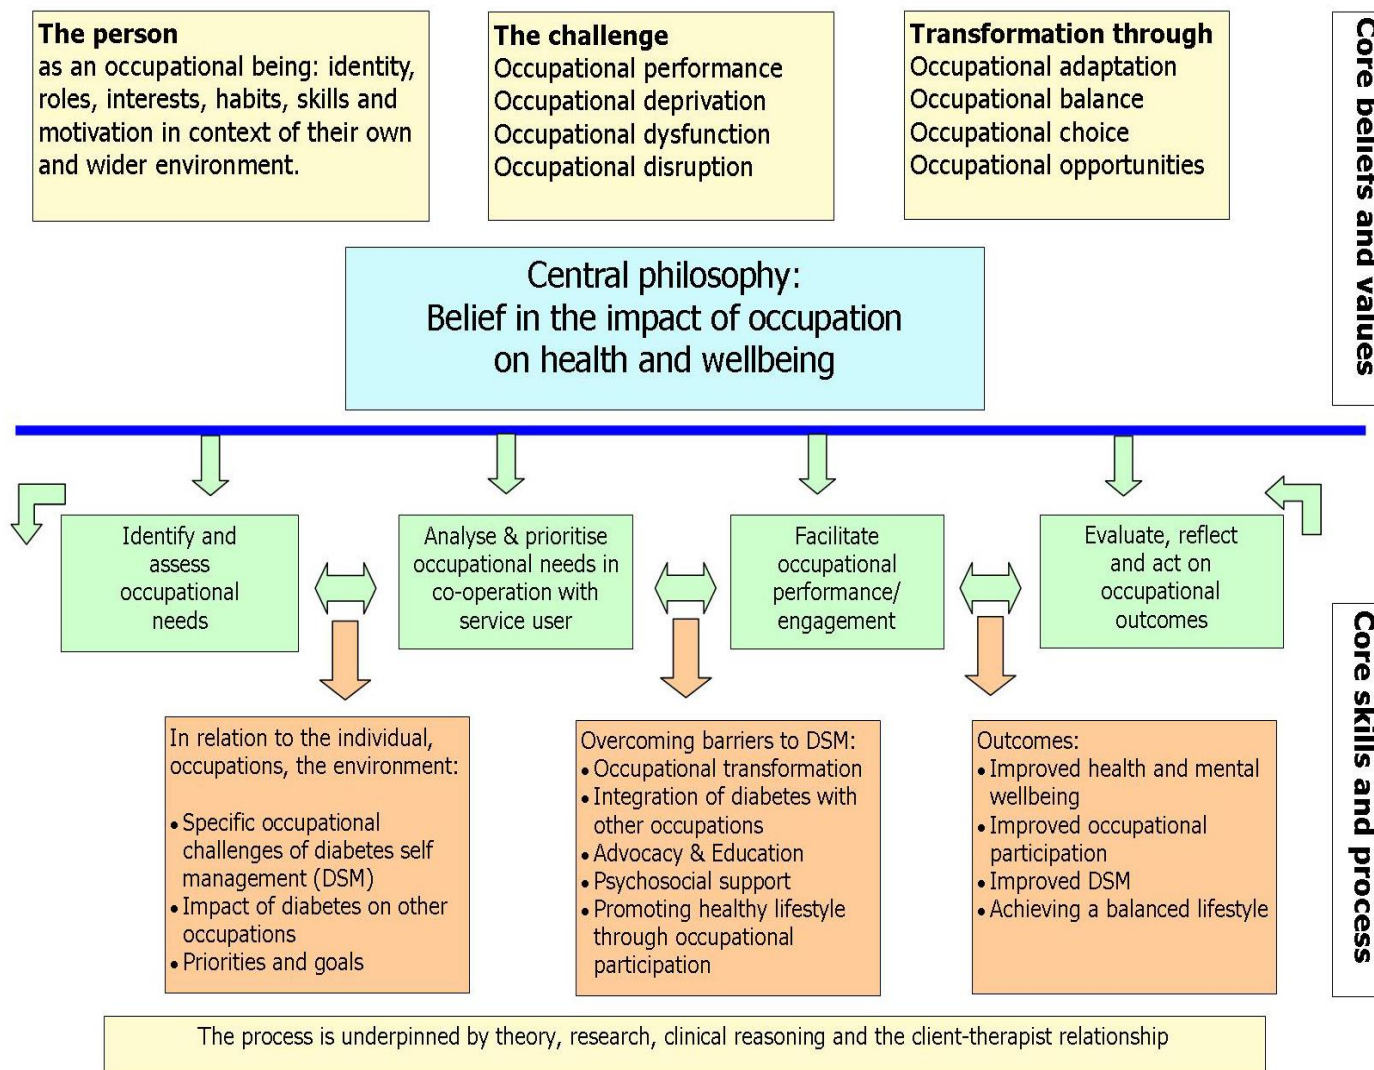 The person
as an occupational being: identity,
roles, interests, habits, skills and
motivation in context of their own
and wider environment.
The challenge
Occupational performance
Occupational deprivation
Occupational dysfunction
Occupational disruption
Transformation through
Occupational adaptation
Occupational balance
Occupational choice
Occupational opportunities
Core beliefs and values
Central philosophy:
Belief in the impact of occupation
on health and wellbeing
Identify and
assess
occupational
needs
Analyse & prioritise
occupational needs in
co-operation with
service user
Facilitate
occupational
performance/
engagement
Evaluate, reflect
and act on
occupational
outcomes
Core skills and process
In relation to the individual,
occupations, the environment:
• Specific occupational
challenges of diabetes self
management (DSM)
• Impact of diabetes on other
occupations
• Priorities and goals
Overcoming barriers to DSM:
• Occupational transformation
• Integration of diabetes with
other occupations
• Advocacy & Education
• Psychosocial support
• Promoting healthy lifestyle
through occupational
participation
Outcomes:
• Improved health and mental
wellbeing
• Improved occupational
participation
• Improved DSM
• Achieving a balanced lifestyle
The process is underpinned by theory, research, clinical reasoning and the client-therapist relationship